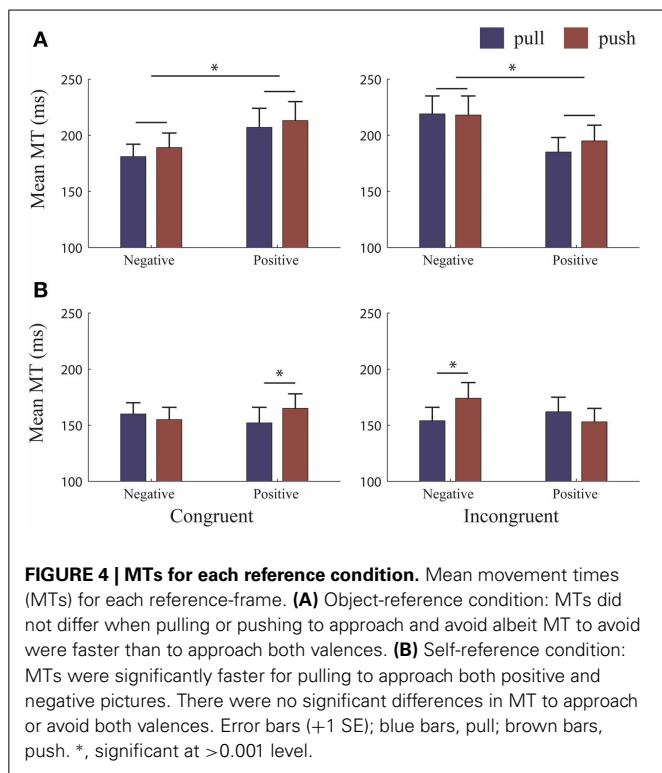 A
pull push
250
200
150
100
Mean MT (ms)
*
Negative Positive
*
Negative Positive
B
250
200
150
100
Mean MT (ms)
*
Negative Positive
Congruent
250
200
150
100
*
Negative Positive
Incongruent
FIGURE 4 | MTs for each reference condition. Mean movement times
(MTs) for each reference-frame. (A) Object-reference condition: MTs did
not differ when pulling or pushing to approach and avoid albeit MT to avoid
were faster than to approach both valences. (B) Self-reference condition:
MTs were significantly faster for pulling to approach both positive and
negative pictures. There were no significant differences in MT to approach
or avoid both valences. Error bars (+1 SE); blue bars, pull; brown bars,
push. *, significant at >0.001 level.